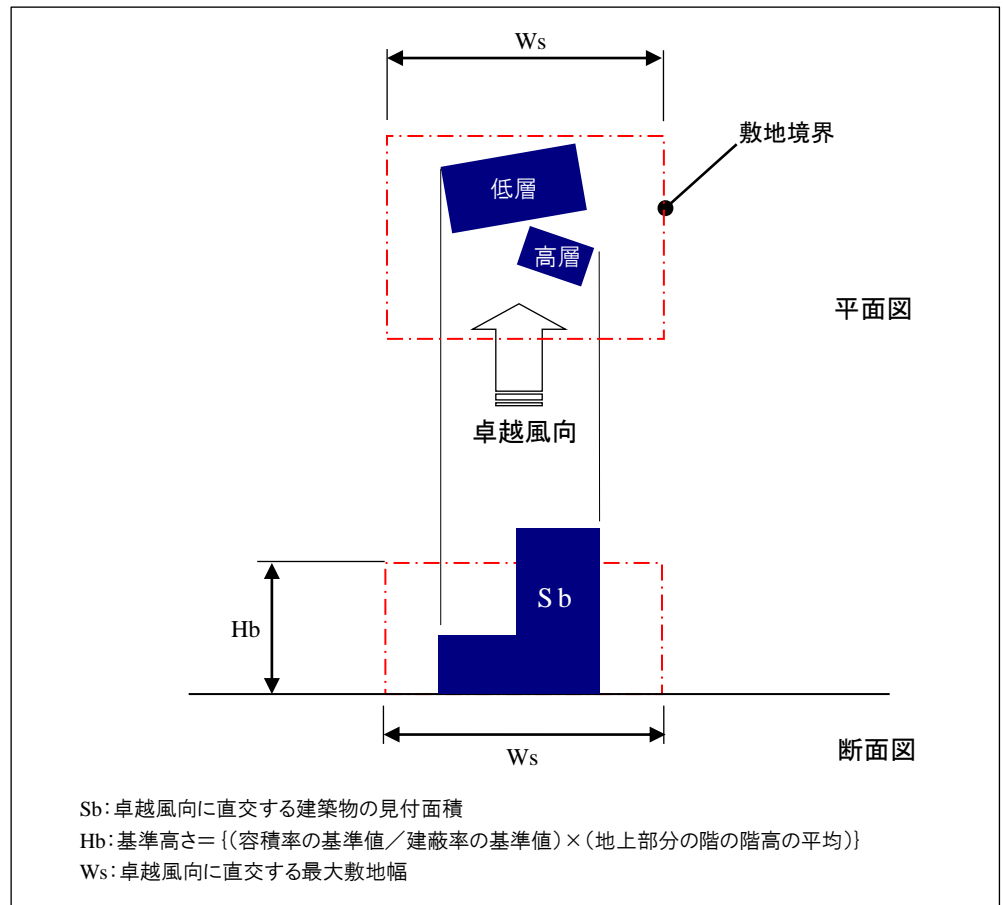 Ws
敷地境界
低層
高層
平面図
卓越風向
Sb
Hb
Ws
断面図
Sb:卓越風向に直交する建築物の見付面積
Hb:基準高さ={(容積率の基準値/建蔽率の基準値)×(地上部分の階の階高の平均)}
Ws:卓越風向に直交する最大敷地幅